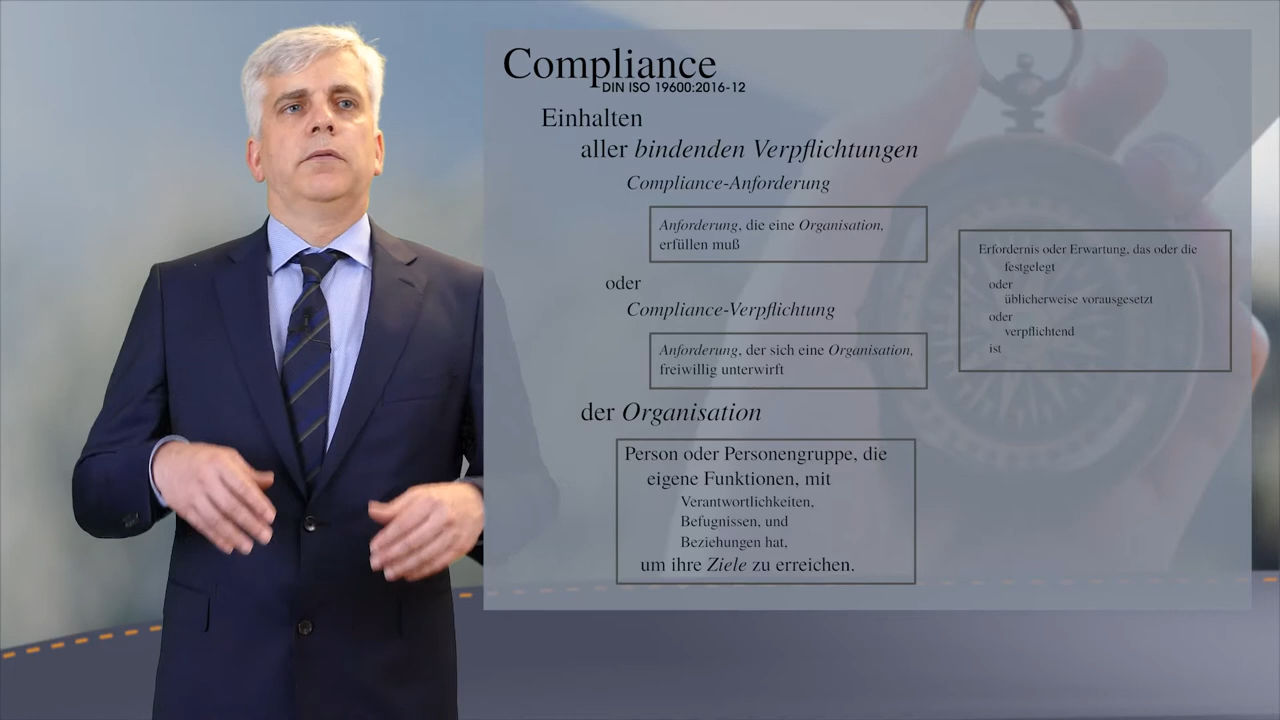 Compliance
DIN ISO 19600:2016-12
Einhalten
aller bindenden Verpflichtungen
Compliance-Anforderung
Anforderung, die eine Organisation,
erfüllen muß
oder
Compliance-Verpflichtung
Anforderung, der sich eine Organisation,
freiwillig unterwirft
der Organisation
Person oder Personengruppe, die
eigene Funktionen, mit
Verantwortlichkeiten,
Befugnissen, und
Beziehungen hat,
um ihre Ziele zu erreichen.
Erfordernis oder Erwartung, das oder die
festgelegt
oder
üblicherweise vorausgesetzt
oder
verpflichtend
ist